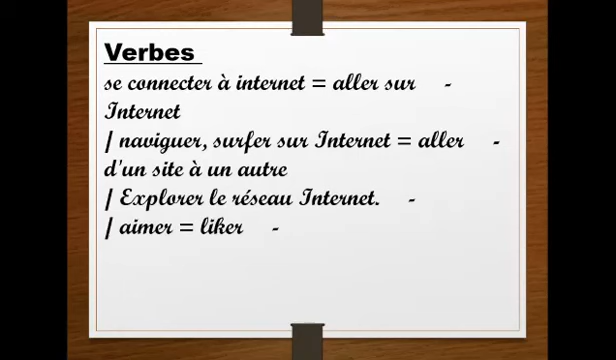 Verbes
se connecter à internet = aller sur -
Internet
/ naviguer, surfer sur Internet = aller -
d'un site à un autre
/ Explorer le réseau Internet. -
/ aimer = liker -